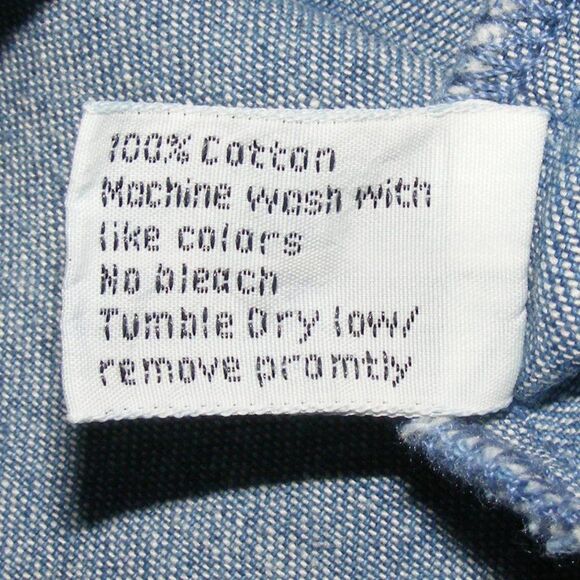 100% Cotton
Machine wash with
like colors
No bleach
Tumble Dry low/
remove promtly